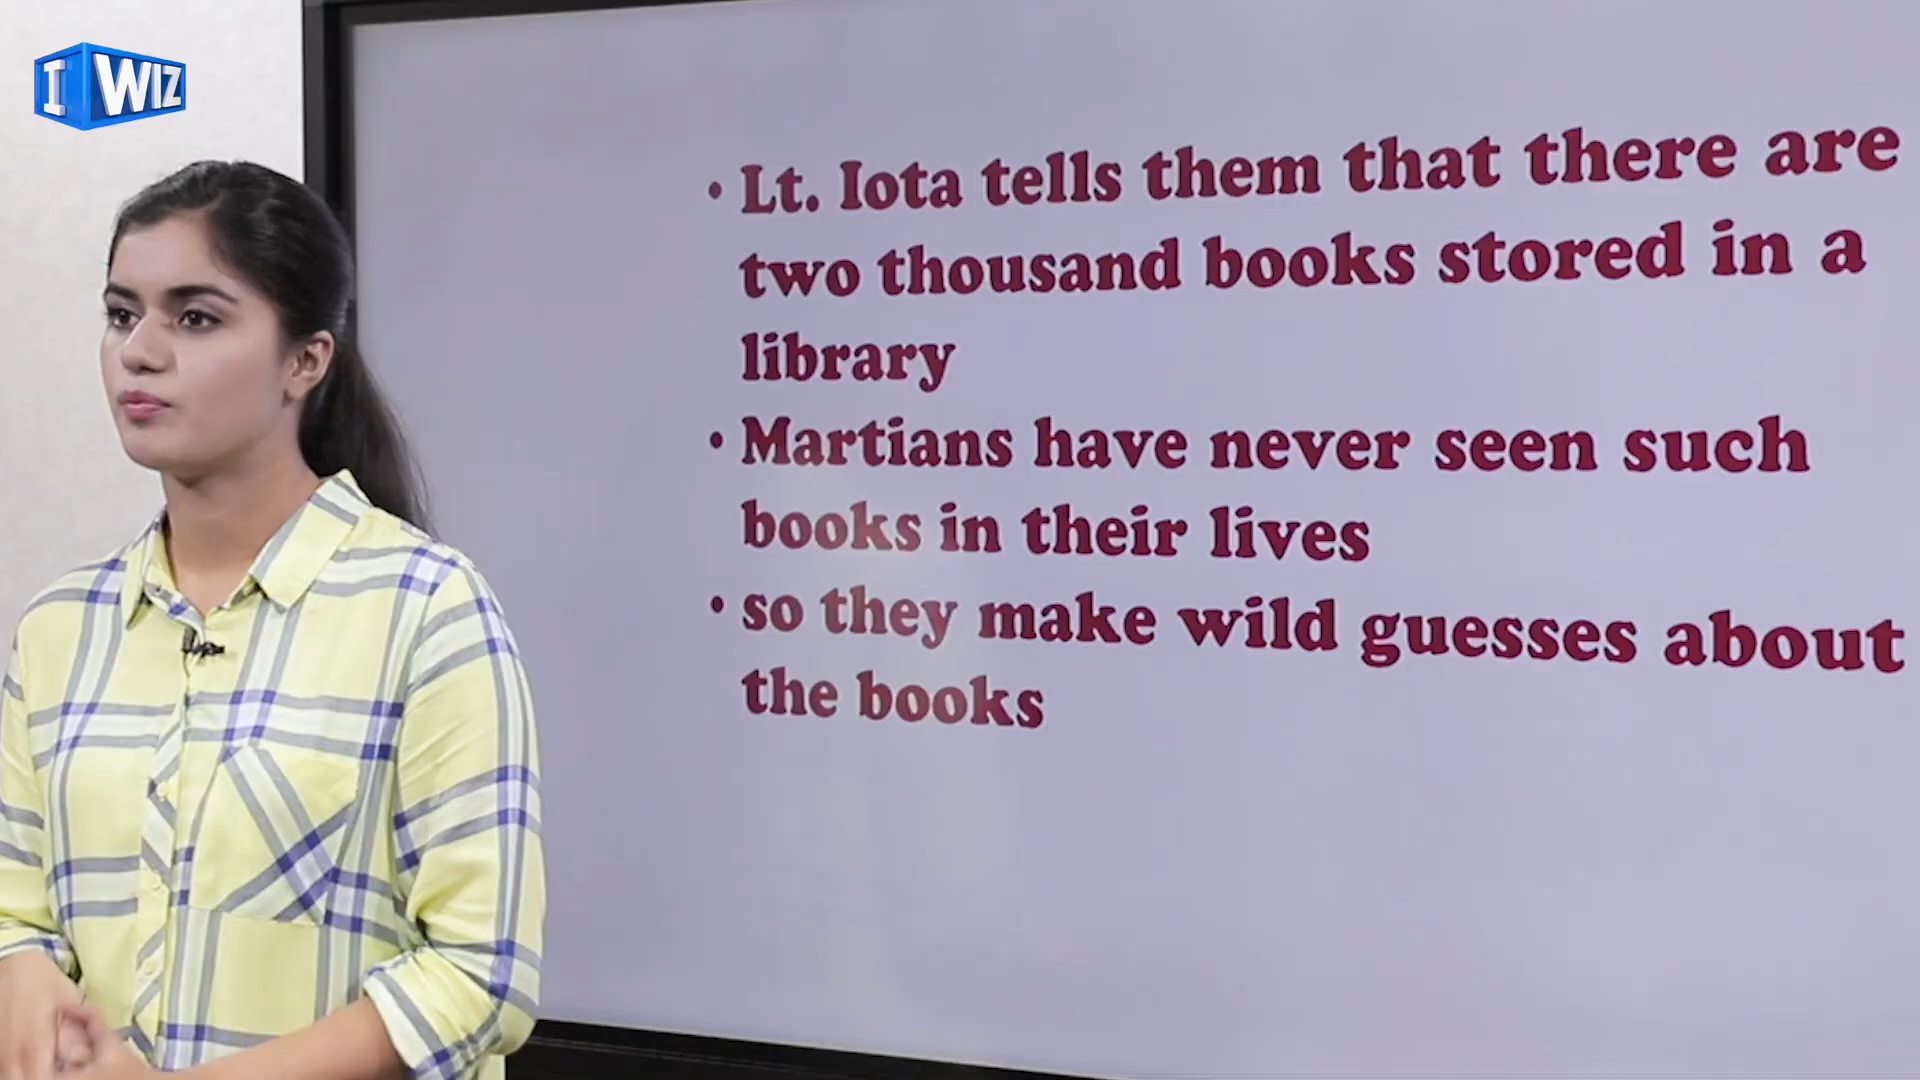 I WIZ
• Lt. Iota tells them that there are
two thousand books stored in a
library
• Martians have never seen such
books in their lives
• so they make wild guesses about
the books